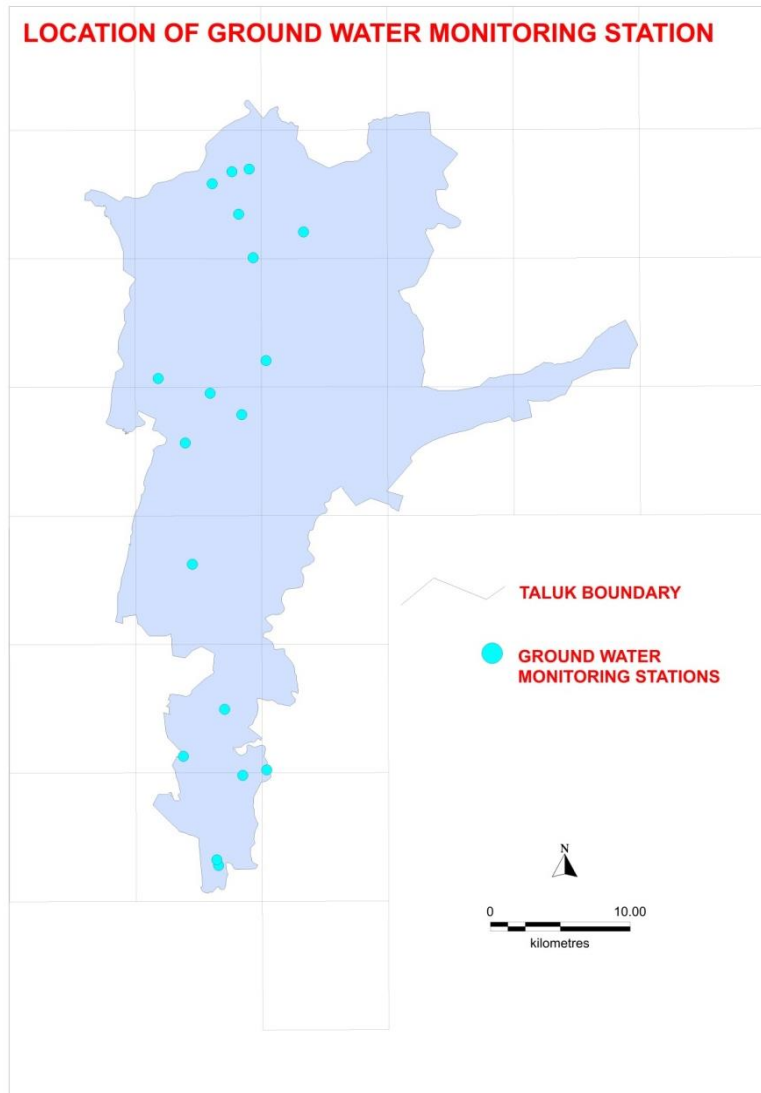 LOCATION OF GROUND WATER MONITORING STATION
TALUK BOUNDARY
GROUND WATER
MONITORING STATIONS
N
0 10.00
kilometres